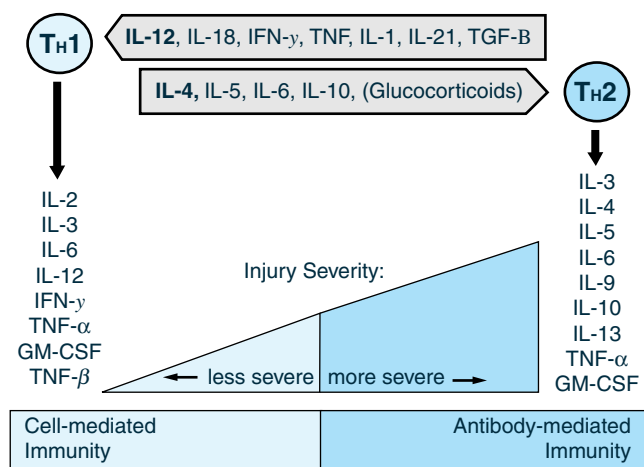 TH1
IL-12, IL-18, IFN-y, TNF, IL-1, IL-21, TGF-B
IL-4, IL-5, IL-6, IL-10, (Glucocorticoids)
TH2
IL-2
IL-3
IL-6
IL-12
IFN-y
TNF-α
GM-CSF
TNF-β
Injury Severity:
less severe
more severe
IL-3
IL-4
IL-5
IL-6
IL-9
IL-10
IL-13
TNF-α
GM-CSF
Cell-mediated
Immunity
Antibody-mediated
Immunity